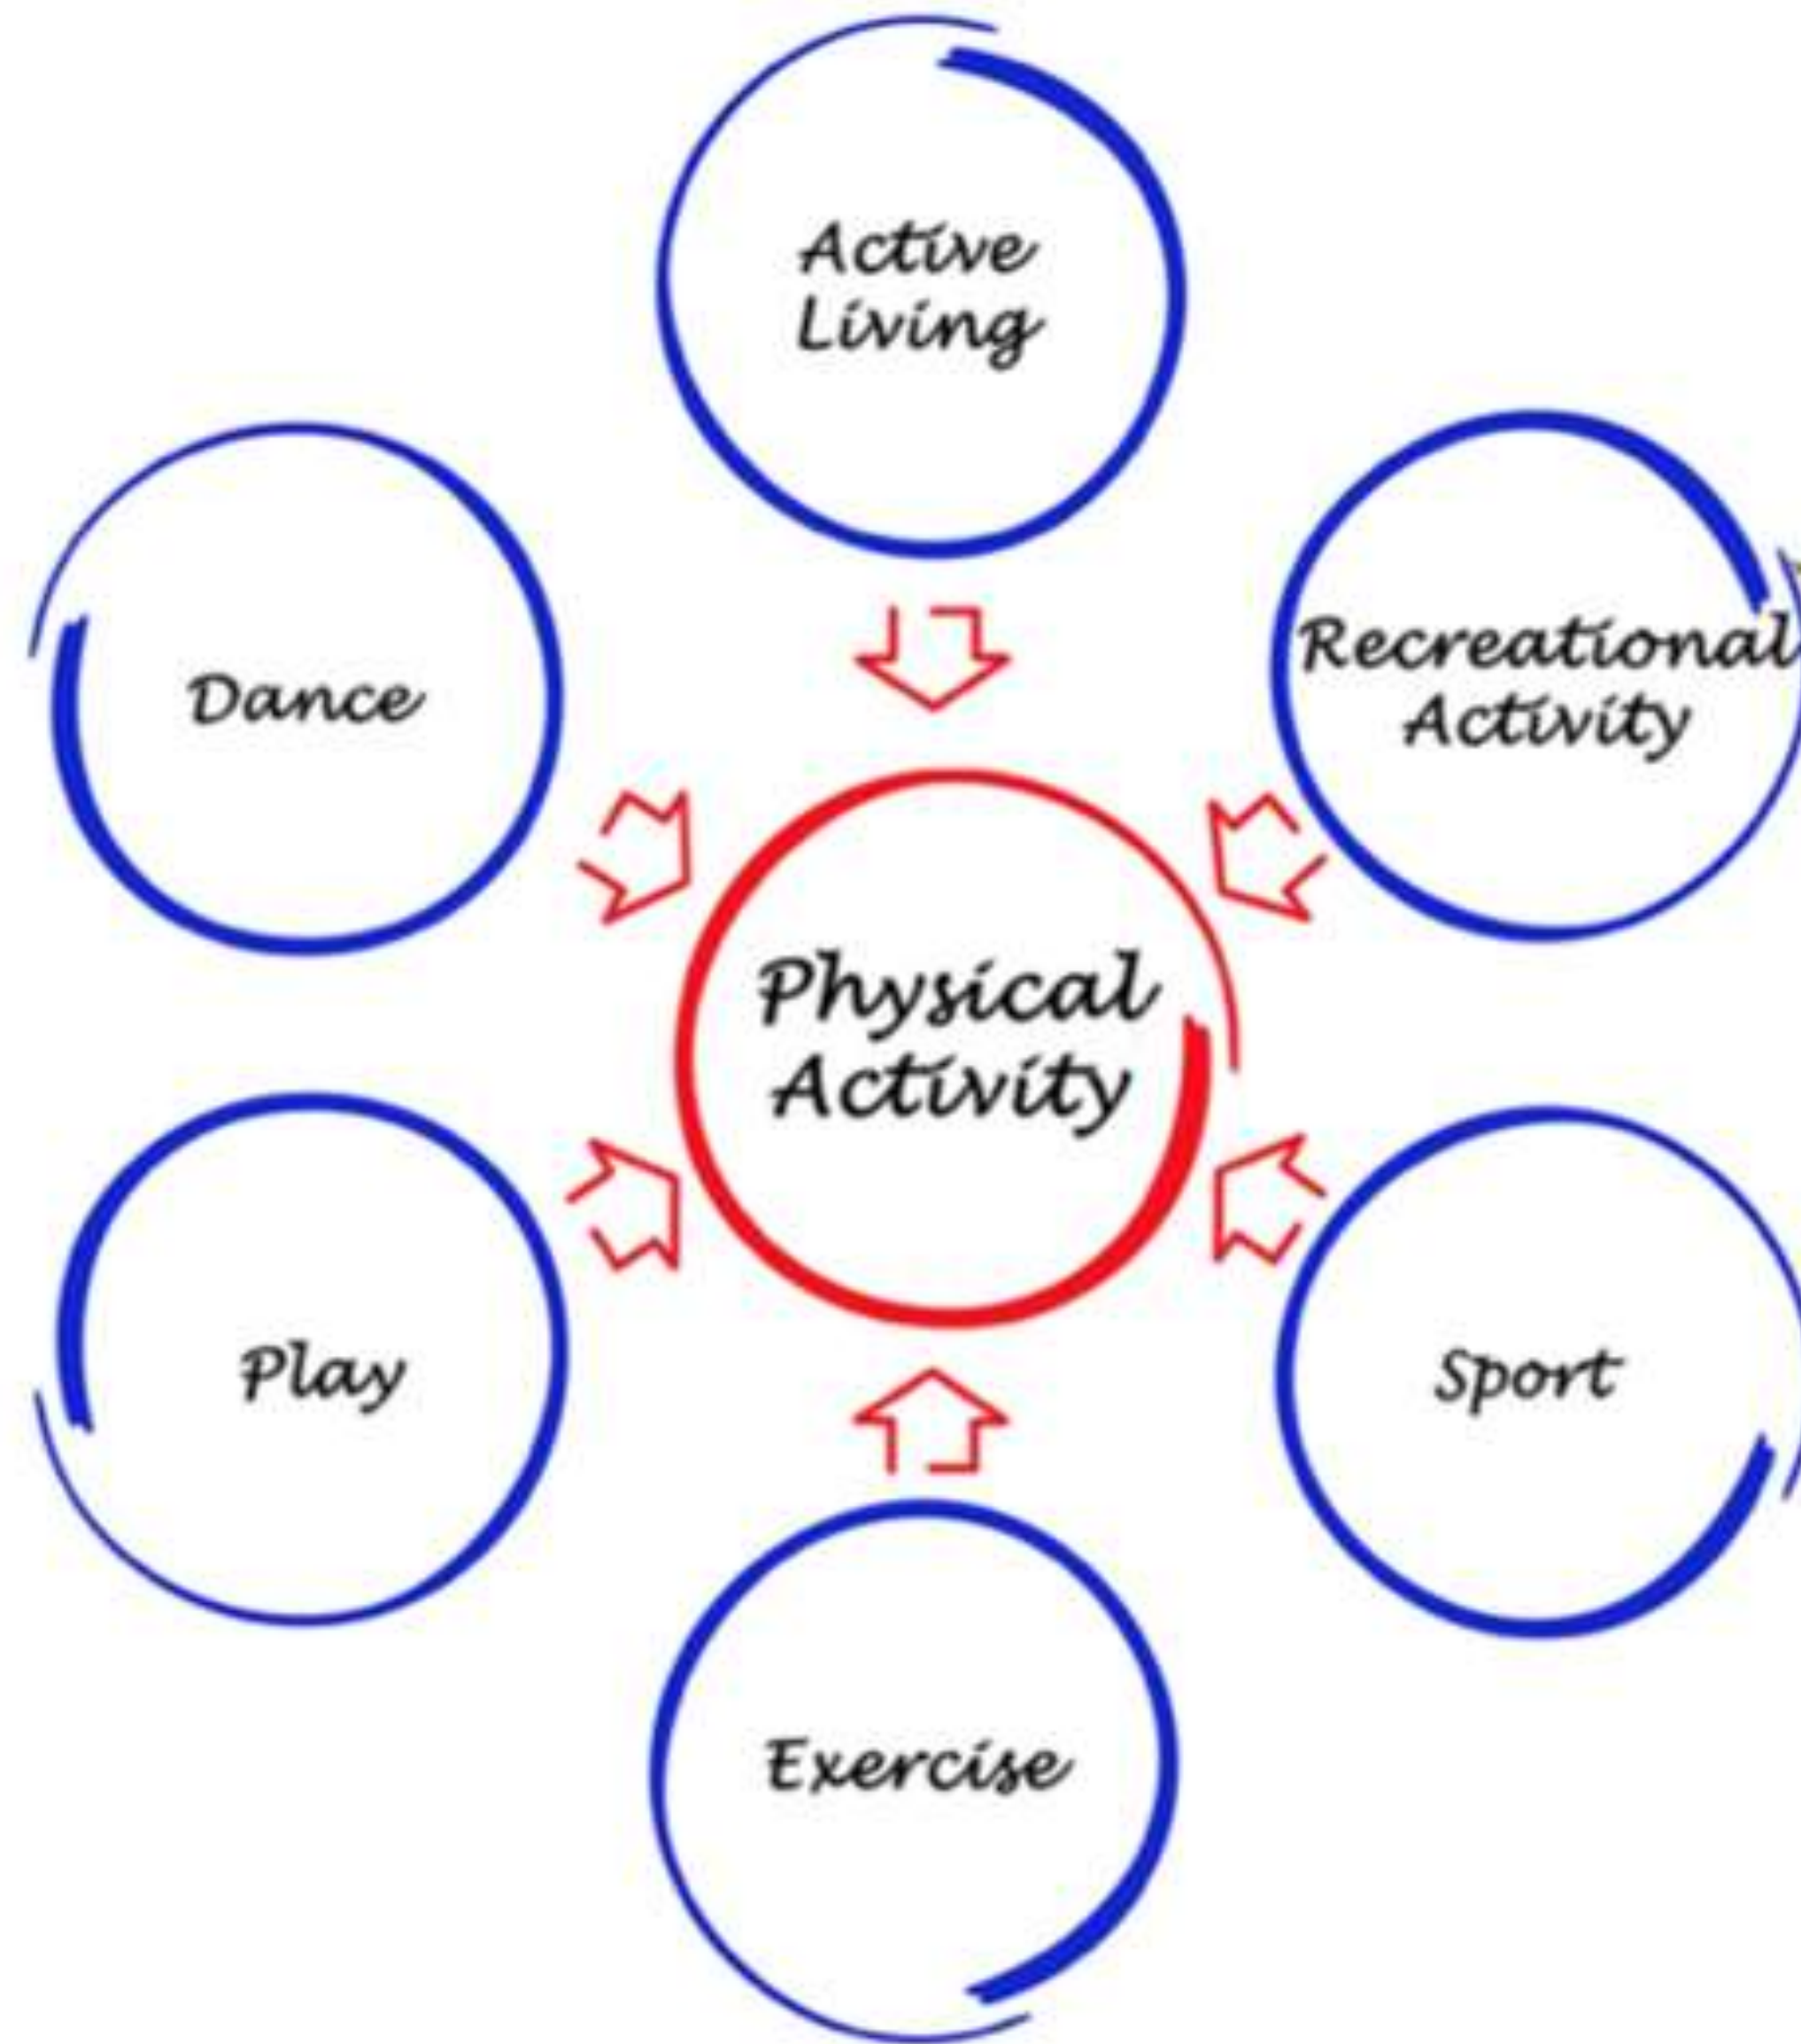 Active
Living
Dance
Recreational
Activity
Physical
Activity
Play
Sport
Exercise